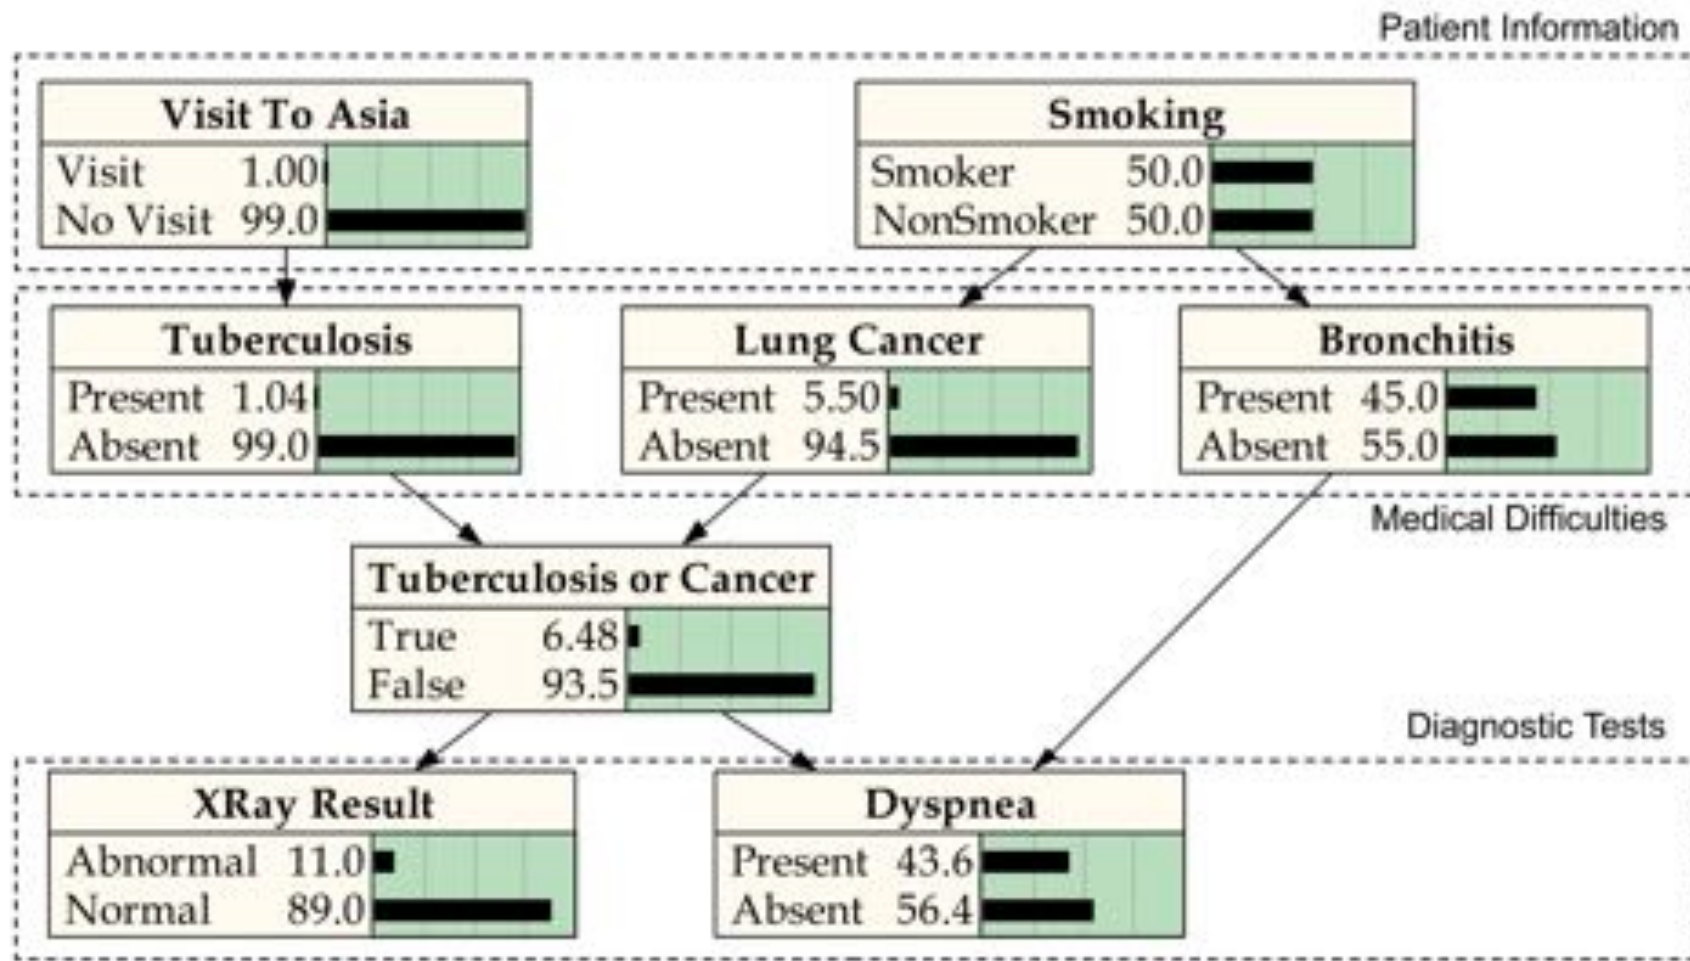 Patient Information
Visit To Asia
Visit 1.00
No Visit 99.0
Smoking
Smoker 50.0
NonSmoker 50.0
Tuberculosis
Present 1.04
Absent 99.0
Lung Cancer
Present 5.50
Absent 94.5
Bronchitis
Present 45.0
Absent 55.0
Medical Difficulties
Tuberculosis or Cancer
True 6.48
False 93.5
Diagnostic Tests
XRay Result
Abnormal 11.0
Normal 89.0
Dyspnea
Present 43.6
Absent 56.4